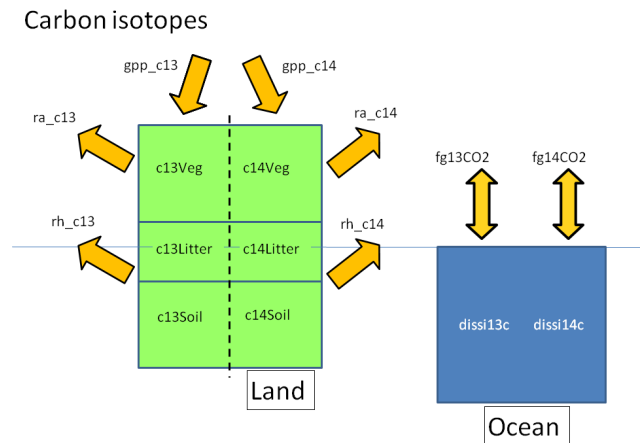 Carbon isotopes
gpp_c13
gpp_c14
ra_c13
ra_c14
c13Veg
c14Veg
fg13CO2
fg14CO2
rh_c13
rh_c14
c13Litter
c14Litter
c13Soil
c14Soil
dissi13c
dissi14c
Land
Ocean